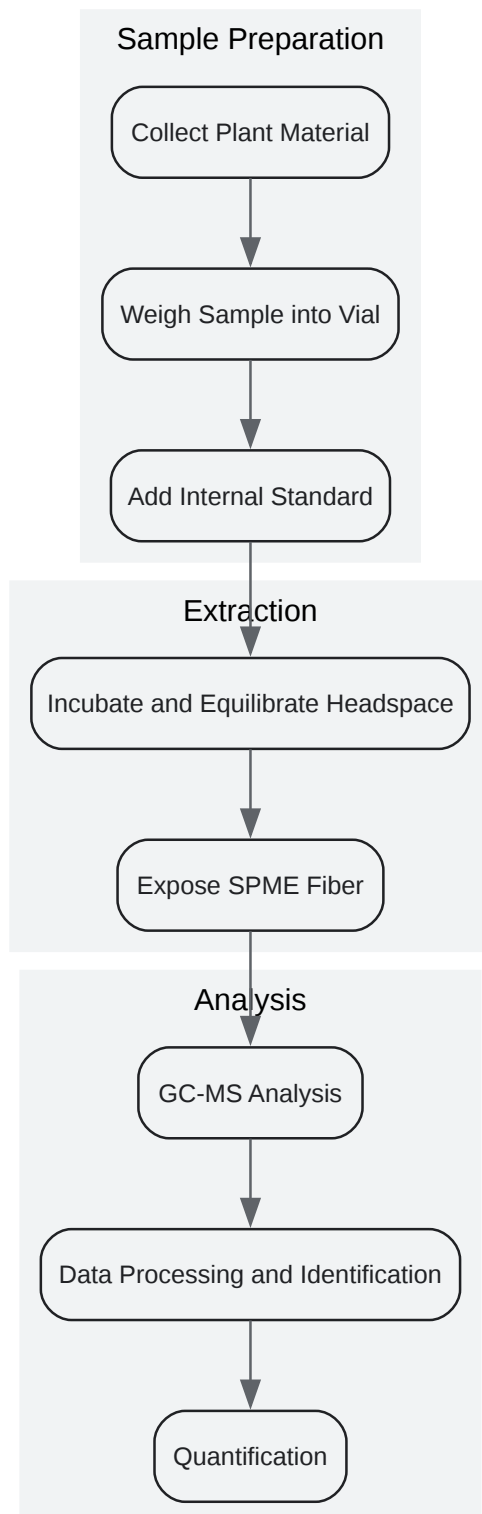 Sample Preparation
Collect Plant Material
Weigh Sample into Vial
Add Internal Standard
Extraction
Incubate and Equilibrate Headspace
Expose SPME Fiber
Analysis
GC-MS Analysis
Data Processing and Identification
Quantification